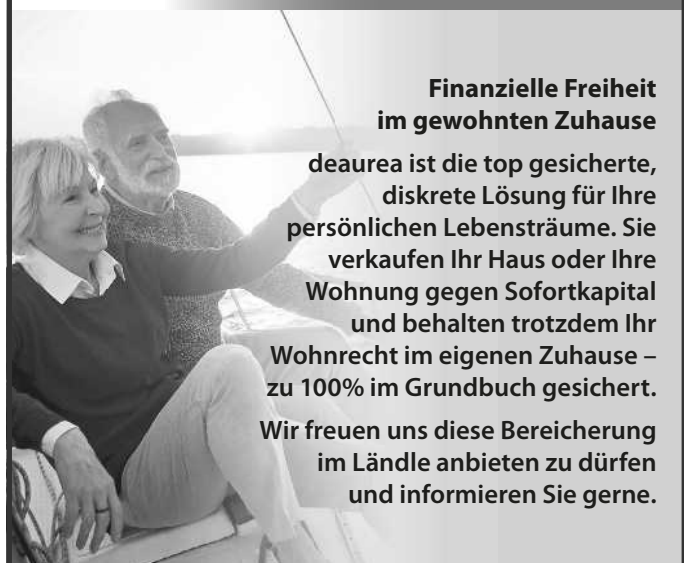 Finanzielle Freiheit
im gewohnten Zuhause
deaurea ist die top gesicherte,
diskrete Lösung für Ihre
persönlichen Lebensträume. Sie
verkaufen Ihr Haus oder Ihre
Wohnung gegen Sofortkapital
und behalten trotzdem Ihr
Wohnrecht im eigenen Zuhause –
zu 100% im Grundbuch gesichert.
Wir freuen uns diese Bereicherung
im Ländle anbieten zu dürfen
und informieren Sie gerne.